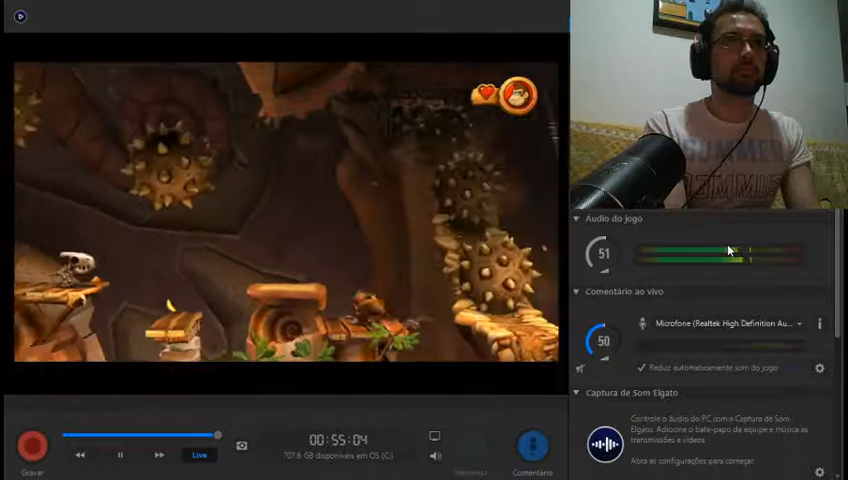 SUMMER
Audio do jogo
51
Comentário ao vivo
Microfone (Realtek High Definition Au...
50
Reduz automaticamente som do jogo
Captura de Som Elgato
Controle o áudio do PC com a Captura de Som
Elgato. Adicione o bate-papo da equipe e música às
transmissões e vídeos
Abra as configurações para começar
00:55:04
707.6 GB disponíveis em OS (C:)
Live
Gravar
Comentário